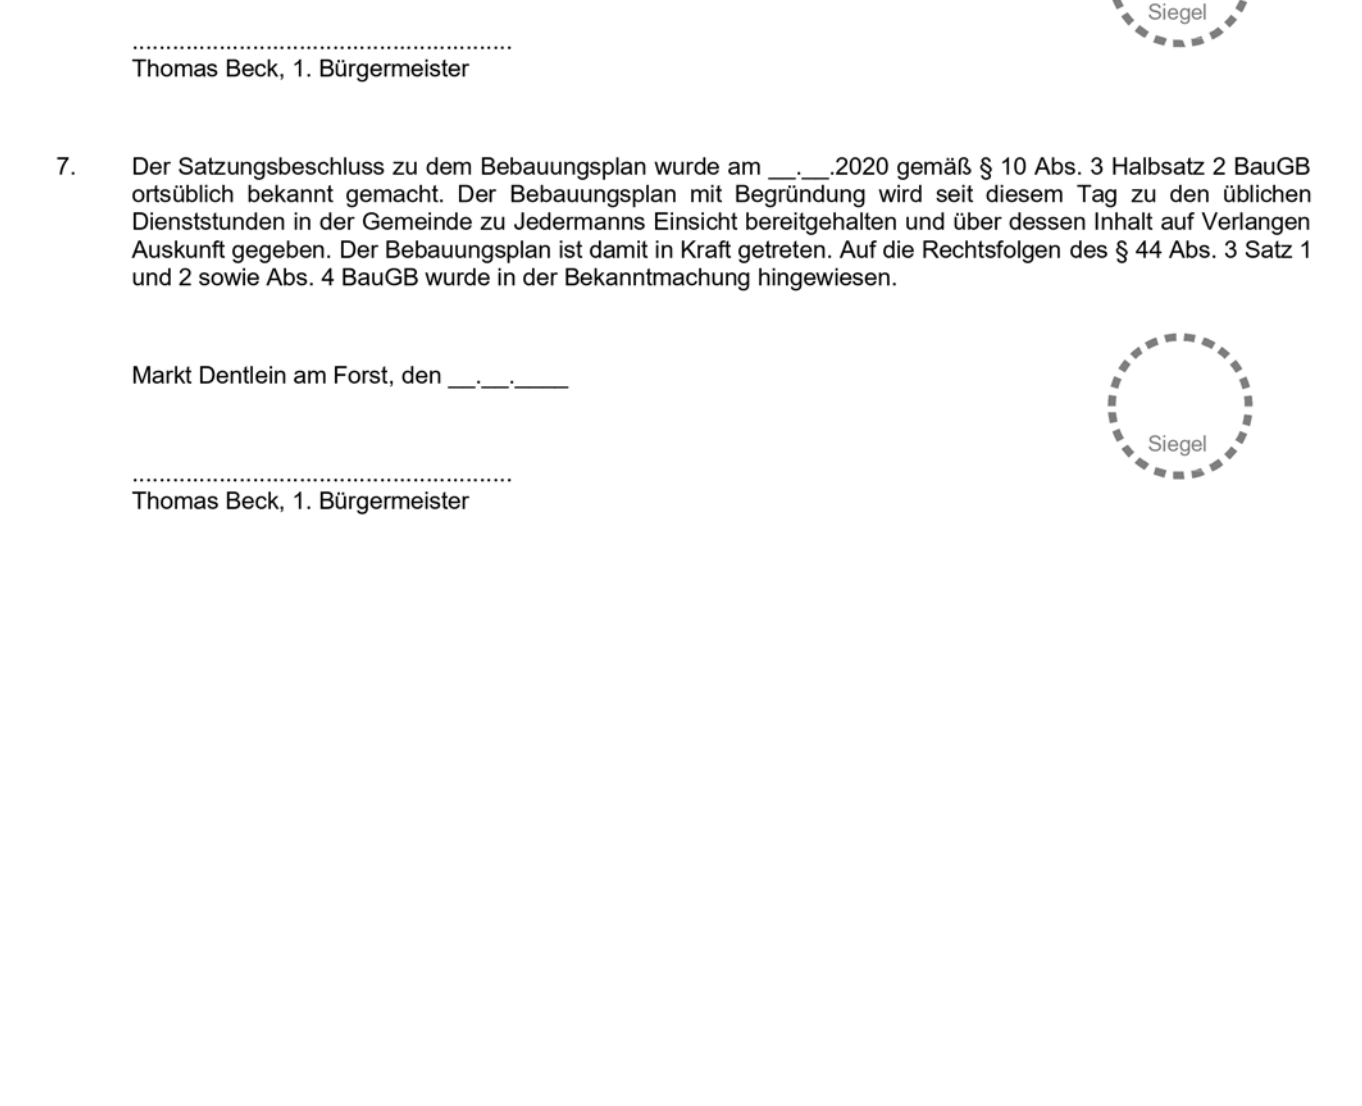 Siegel
........................................................
Thomas Beck, 1. Bürgermeister
7. Der Satzungsbeschluss zu dem Bebauungsplan wurde am __.__.2020 gemäß § 10 Abs. 3 Halbsatz 2 BauGB
ortsüblich bekannt gemacht. Der Bebauungsplan mit Begründung wird seit diesem Tag zu den üblichen
Dienststunden in der Gemeinde zu Jedermanns Einsicht bereitgehalten und über dessen Inhalt auf Verlangen
Auskunft gegeben. Der Bebauungsplan ist damit in Kraft getreten. Auf die Rechtsfolgen des § 44 Abs. 3 Satz 1
und 2 sowie Abs. 4 BauGB wurde in der Bekanntmachung hingewiesen.
Markt Dentlein am Forst, den __.__.____
Siegel
........................................................
Thomas Beck, 1. Bürgermeister